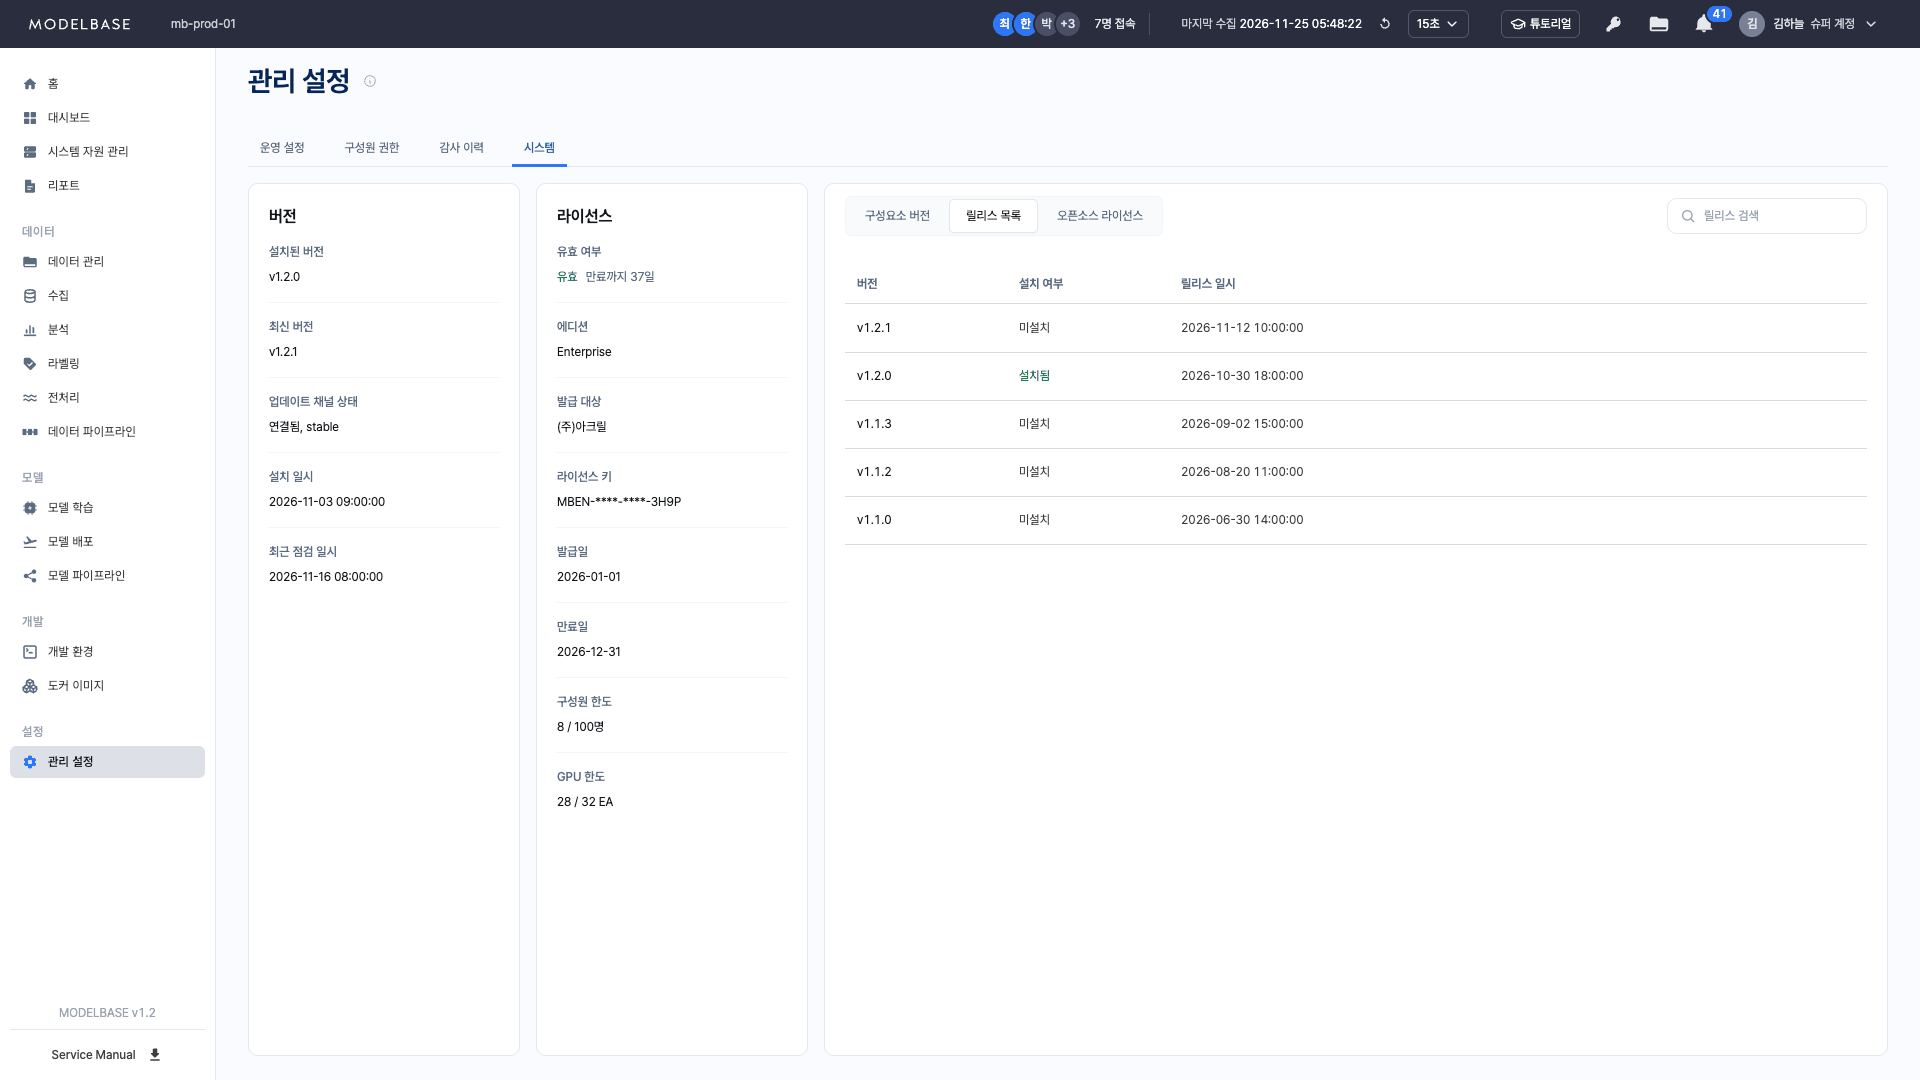 MODELBASE
mb-prod-01
최 한 박 +3 7명 접속
마지막 수집 2026-11-25 05:48:22
15초
튜토리얼
41
김 김하늘 슈퍼 계정
홈
대시보드
시스템 자원 관리
리포트
데이터
데이터 관리
수집
분석
라벨링
전처리
데이터 파이프라인
모델
모델 학습
모델 배포
모델 파이프라인
개발
개발 환경
도커 이미지
설정
관리 설정
MODELBASE v1.2
Service Manual
관리 설정
운영 설정 구성원 권한 감사 이력 시스템
버전
설치된 버전
v1.2.0
최신 버전
v1.2.1
업데이트 채널 상태
연결됨, stable
설치 일시
2026-11-03 09:00:00
최근 점검 일시
2026-11-16 08:00:00
라이선스
유효 여부
유효 만료까지 37일
에디션
Enterprise
발급 대상
(주)아크릴
라이선스 키
MBEN-****-****-3H9P
발급일
2026-01-01
만료일
2026-12-31
구성원 한도
8 / 100명
GPU 한도
28 / 32 EA
구성요소 버전 릴리스 목록 오픈소스 라이선스
릴리스 검색
버전 설치 여부 릴리스 일시
v1.2.1 미설치 2026-11-12 10:00:00
v1.2.0 설치됨 2026-10-30 18:00:00
v1.1.3 미설치 2026-09-02 15:00:00
v1.1.2 미설치 2026-08-20 11:00:00
v1.1.0 미설치 2026-06-30 14:00:00